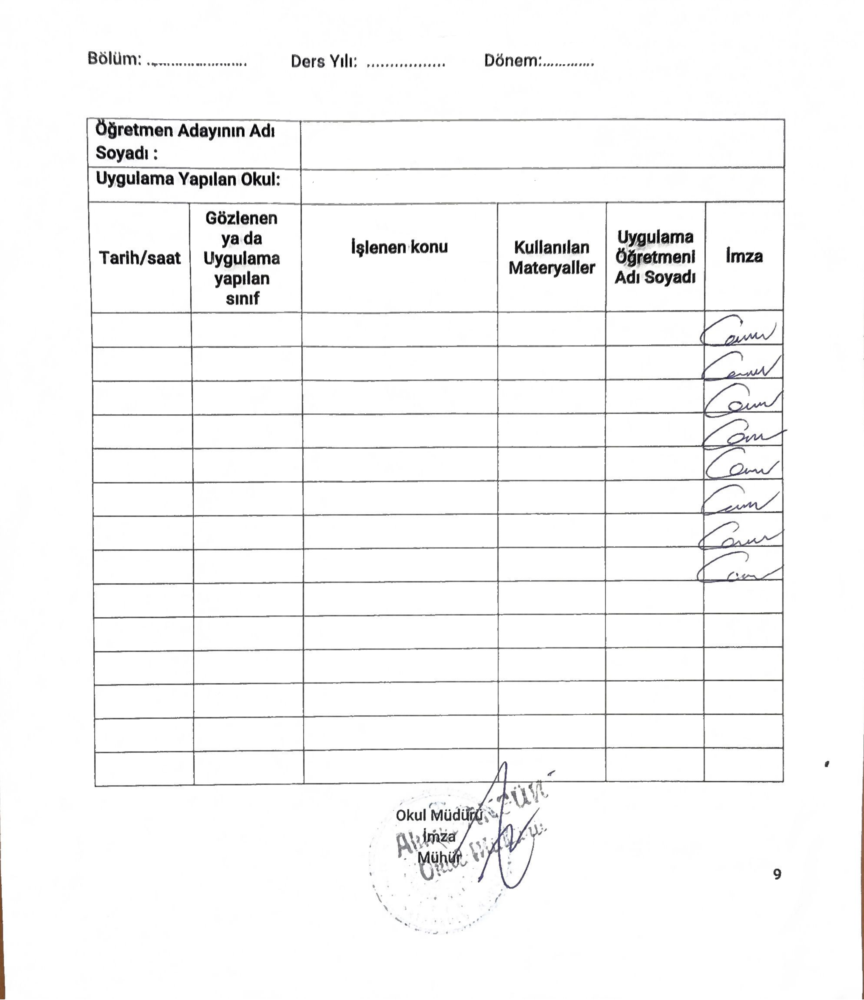 Bölüm: ........................ Ders Yılı: ................. Dönem:.............
Öğretmen Adayının Adı
Soyadı :
Uygulama Yapılan Okul:
Tarih/saat
Gözlenen
ya da
Uygulama
yapılan
sınıf
İşlenen konu
Kullanılan
Materyaller
Uygulama
Öğretmeni
Adı Soyadı
İmza
Okul Müdürü
İmza
Mühür
9